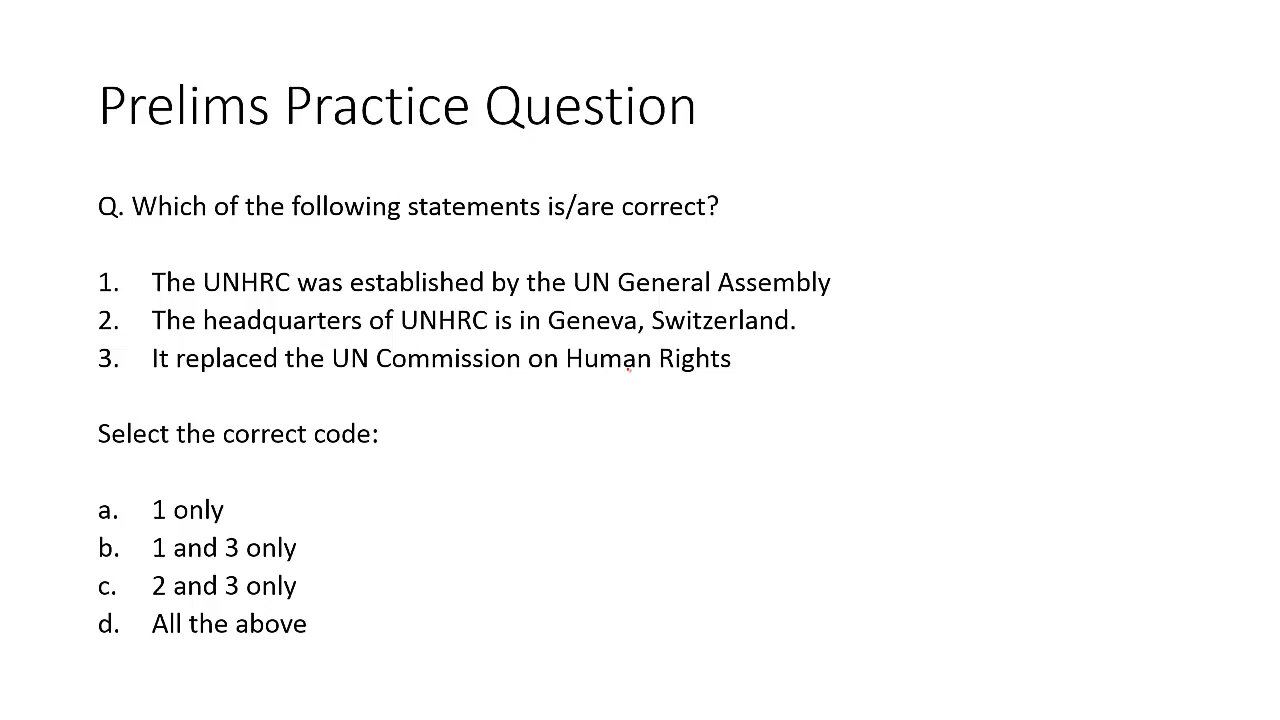 Prelims Practice Question
Q. Which of the following statements is/are correct?
1. The UNHRC was established by the UN General Assembly
2. The headquarters of UNHRC is in Geneva, Switzerland.
3. It replaced the UN Commission on Human Rights
Select the correct code:
a. 1 only
b. 1 and 3 only
c. 2 and 3 only
d. All the above